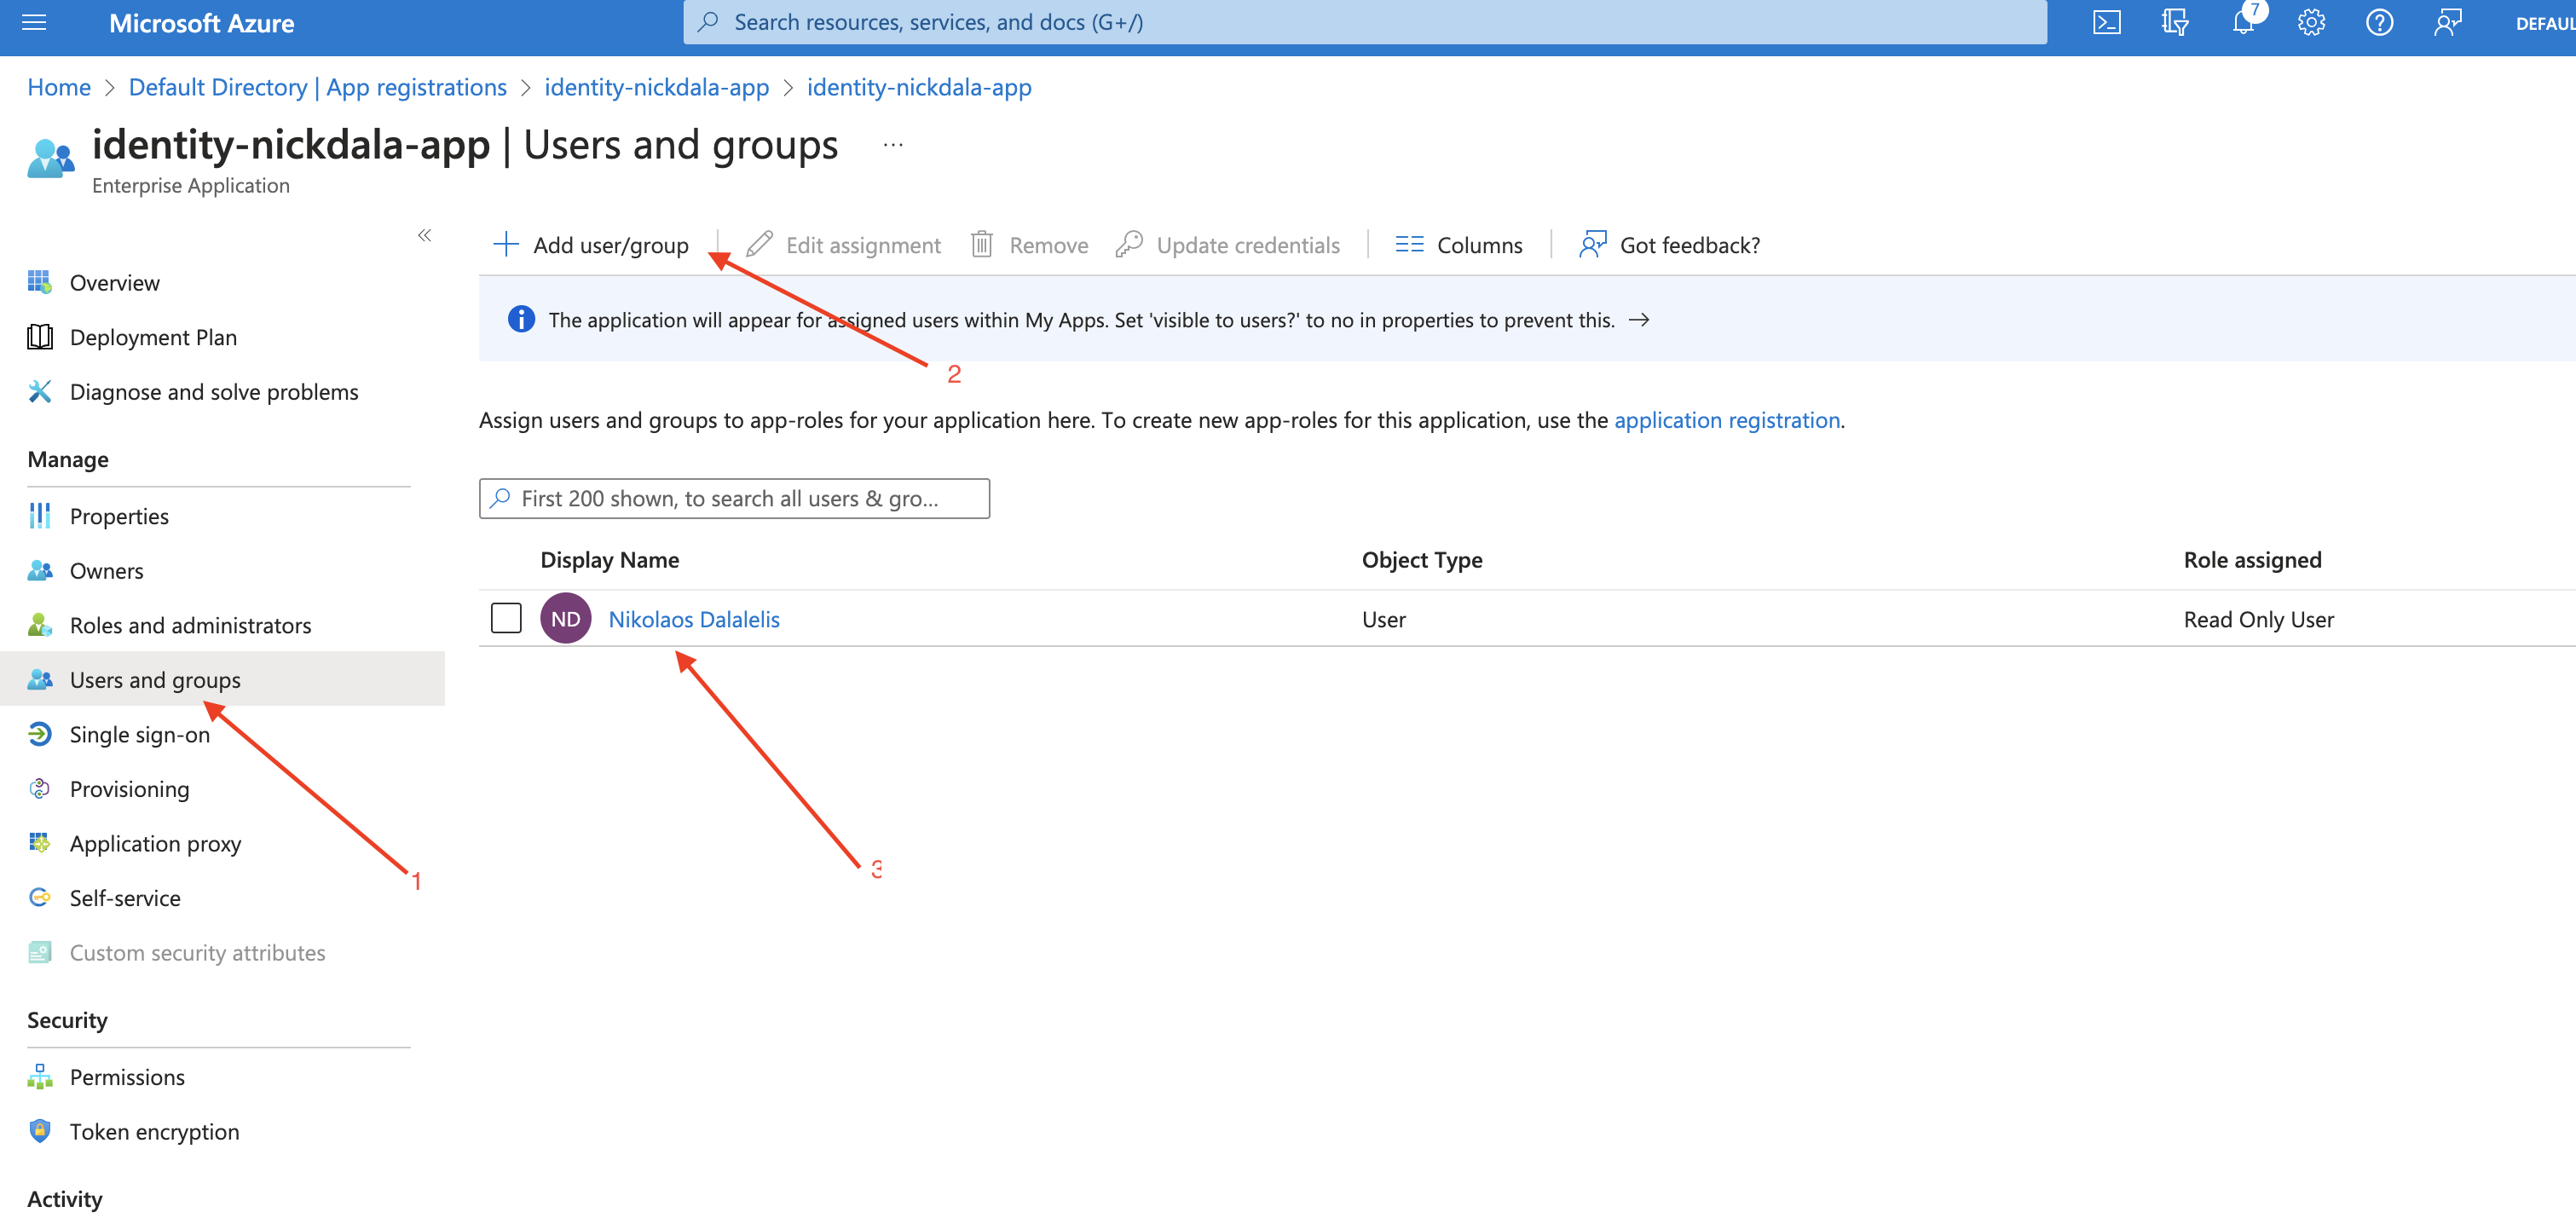 Microsoft Azure
Search resources, services, and docs (G+/)
7
DEFAUL
Home > Default Directory | App registrations > identity-nickdala-app > identity-nickdala-app
identity-nickdala-app | Users and groups ...
Enterprise Application
«
Overview
Deployment Plan
Diagnose and solve problems
Manage
Properties
Owners
Roles and administrators
Users and groups
Single sign-on
Provisioning
Application proxy
Self-service
Custom security attributes
Security
Permissions
Token encryption
Activity
1
Add user/group | Edit assignment Remove Update credentials | Columns | Got feedback?
The application will appear for assigned users within My Apps. Set 'visible to users?' to no in properties to prevent this. →
2
Assign users and groups to app-roles for your application here. To create new app-roles for this application, use the application registration.
First 200 shown, to search all users & gro...
Display Name Object Type Role assigned
ND Nikolaos Dalalelis User Read Only User
3